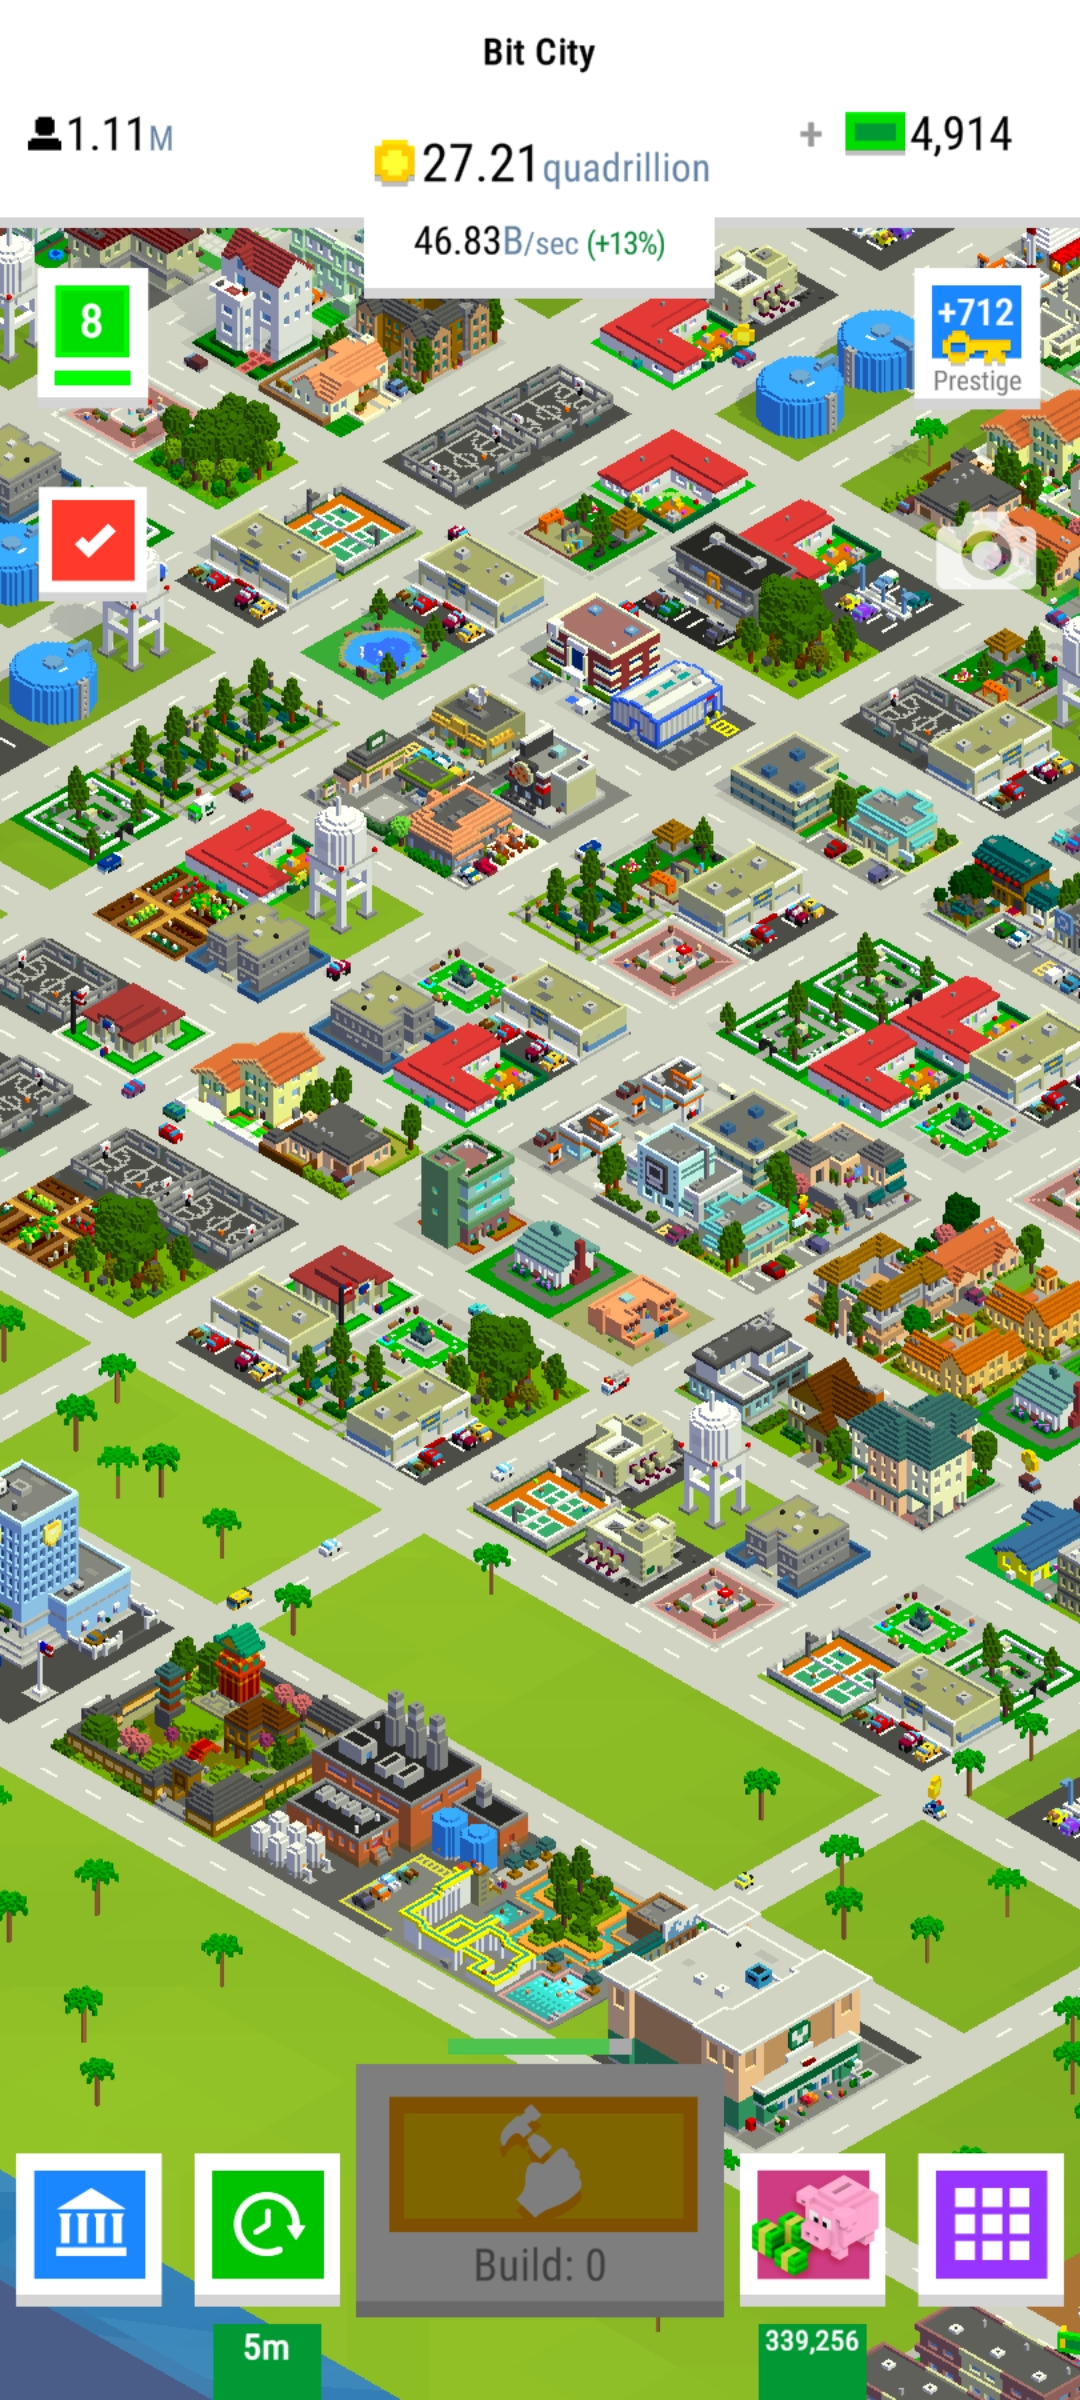 Bit City
1.11M
27.21quadrillion
+ 4,914
46.83B/sec (+13%)
8
+712
Prestige
Build: 0
5m
339,256